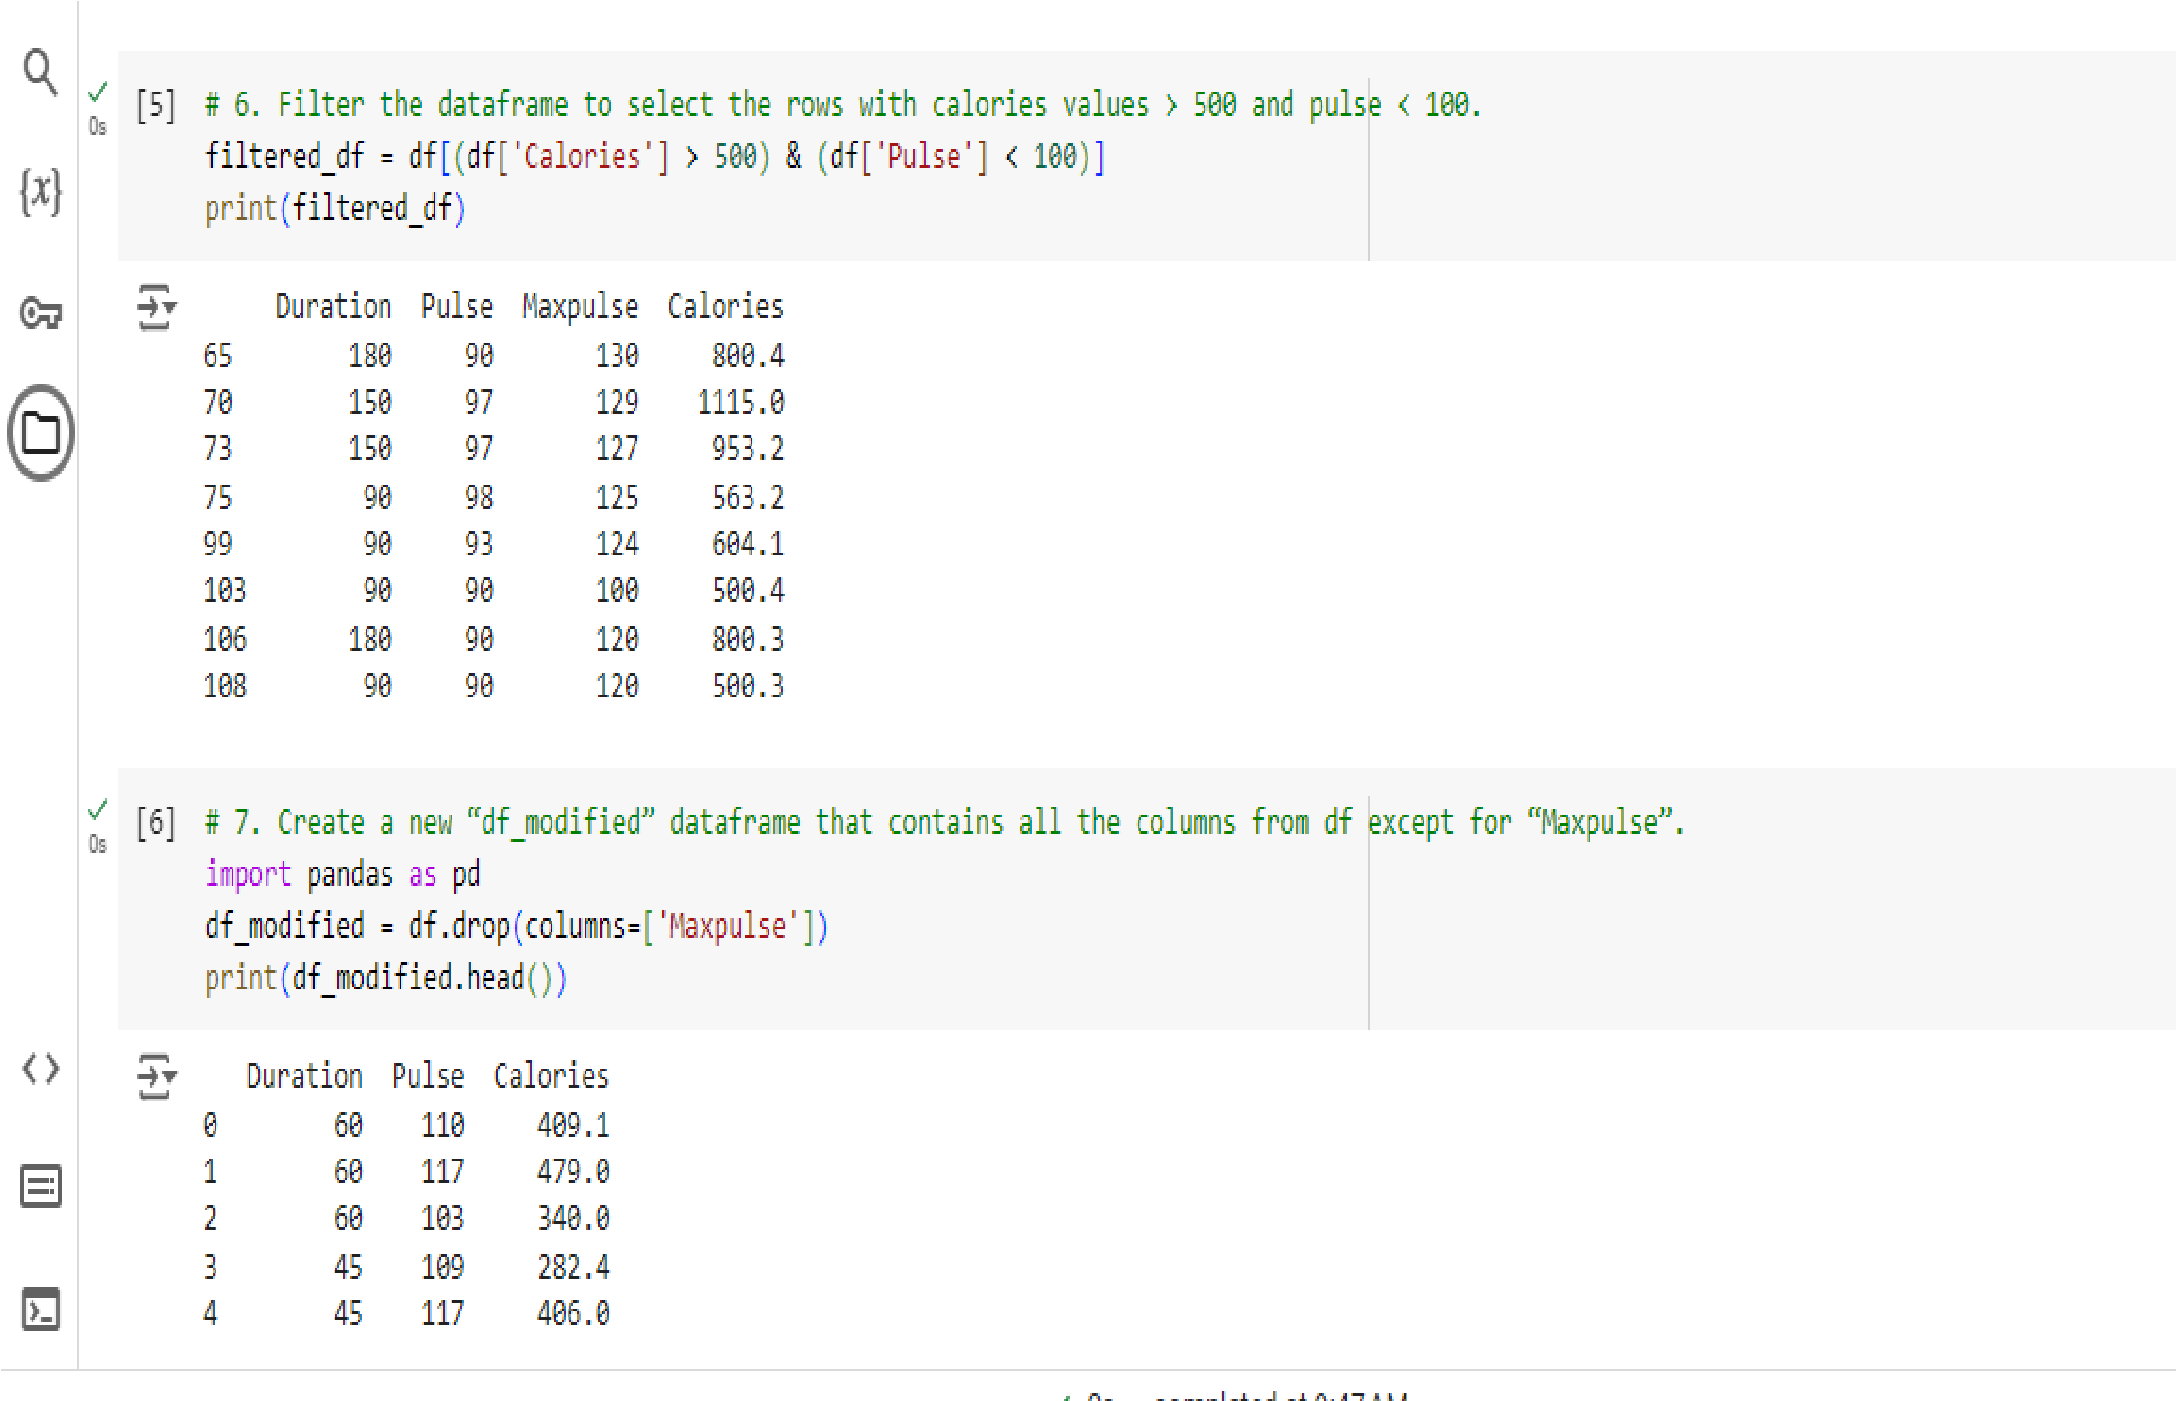 [5] # 6. Filter the dataframe to select the rows with calories values > 500 and pulse < 100.
0s
filtered_df = df[(df['Calories'] > 500) & (df['Pulse'] < 100)]
print(filtered_df)
{x}
Duration Pulse Maxpulse Calories
65 180 90 130 800.4
70 150 97 129 1115.0
73 150 97 127 953.2
75 90 98 125 563.2
99 90 93 124 604.1
103 90 90 100 500.4
106 180 90 120 800.3
108 90 90 120 500.3
[6] # 7. Create a new “df_modified” dataframe that contains all the columns from df except for “Maxpulse”.
0s
import pandas as pd
df_modified = df.drop(columns=['Maxpulse'])
print(df_modified.head())
Duration Pulse Calories
0 60 110 409.1
1 60 117 479.0
2 60 103 340.0
3 45 109 282.4
4 45 117 406.0
0s completed at